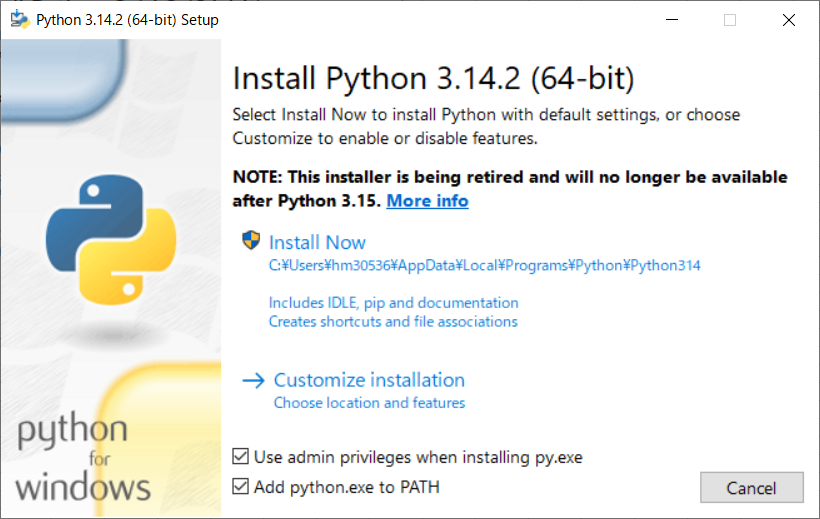 Python 3.14.2 (64-bit) Setup
Install Python 3.14.2 (64-bit)
Select Install Now to install Python with default settings, or choose
Customize to enable or disable features.
NOTE: This installer is being retired and will no longer be available
after Python 3.15. More info
Install Now
C:¥Users¥hm30536¥AppData¥Local¥Programs¥Python¥Python314
Includes IDLE, pip and documentation
Creates shortcuts and file associations
Customize installation
Choose location and features
python
for
windows
Use admin privileges when installing py.exe
Add python.exe to PATH
Cancel